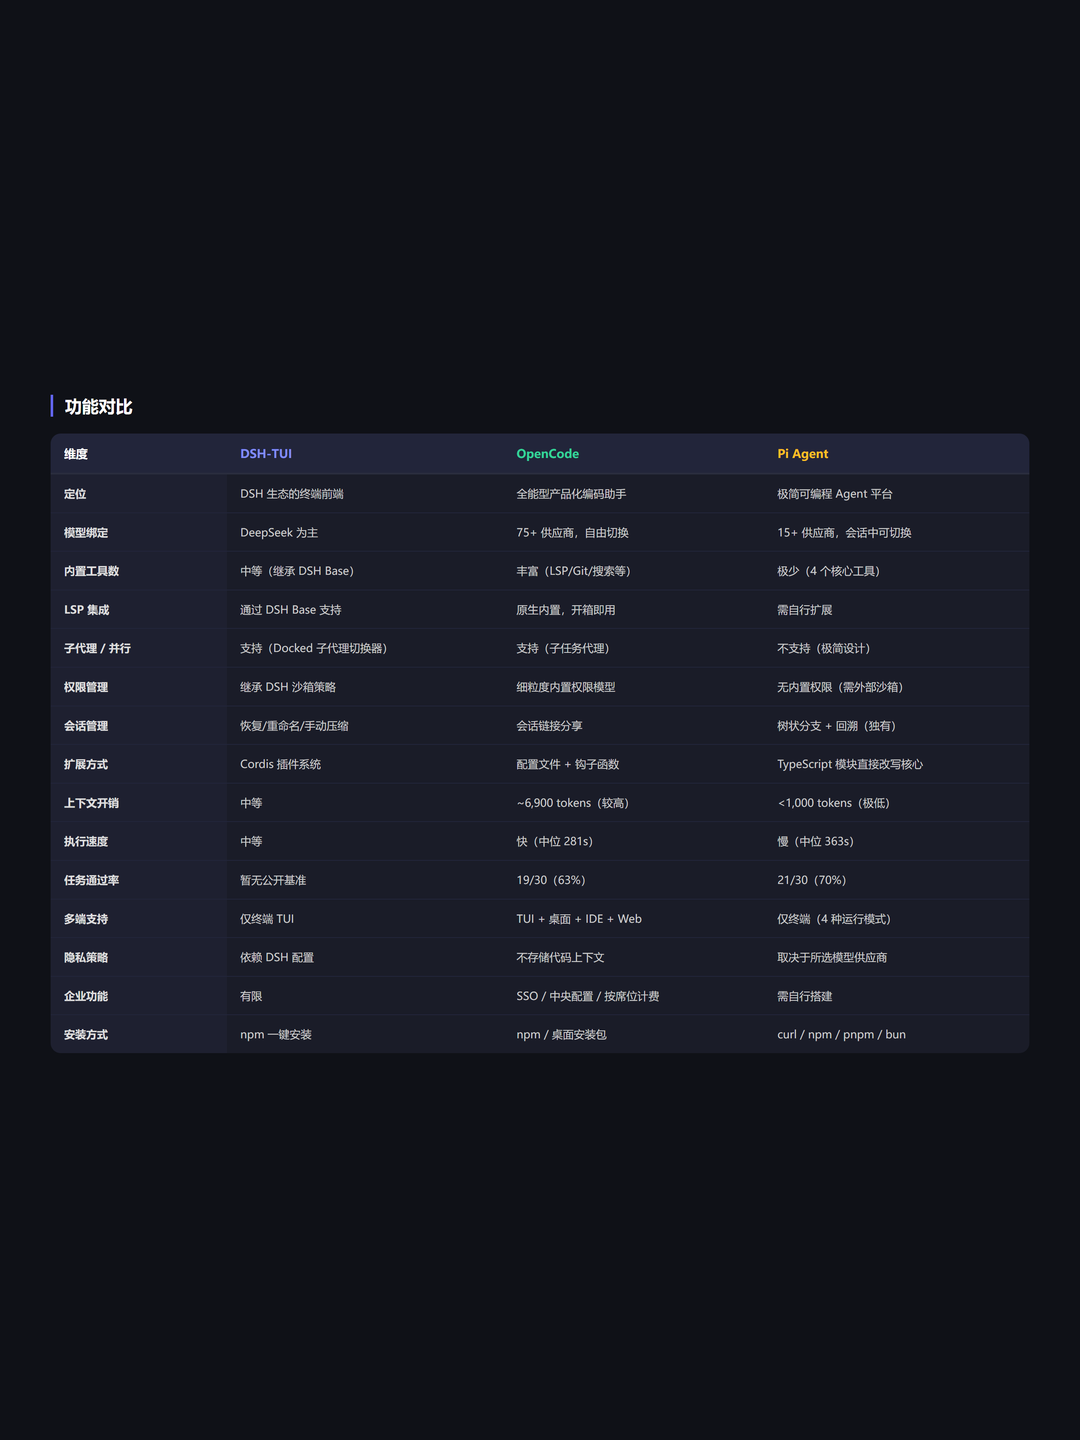 功能对比
维度 DSH-TUI OpenCode Pi Agent
定位 DSH 生态的终端前端 全能型产品化编码助手 极简可编程 Agent 平台
模型绑定 DeepSeek 为主 75+ 供应商，自由切换 15+ 供应商，会话中可切换
内置工具数 中等（继承 DSH Base） 丰富（LSP/Git/搜索等） 极少（4 个核心工具）
LSP 集成 通过 DSH Base 支持 原生内置，开箱即用 需自行扩展
子代理 / 并行 支持（Docked 子代理切换器） 支持（子任务代理） 不支持（极简设计）
权限管理 继承 DSH 沙箱策略 细粒度内置权限模型 无内置权限（需外部沙箱）
会话管理 恢复/重命名/手动压缩 会话链接分享 树状分支 + 回溯（独有）
扩展方式 Cordis 插件系统 配置文件 + 钩子函数 TypeScript 模块直接改写核心
上下文开销 中等 ~6,900 tokens（较高） <1,000 tokens（极低）
执行速度 中等 快（中位 281s） 慢（中位 363s）
任务通过率 暂无公开基准 19/30（63%） 21/30（70%）
多端支持 仅终端 TUI TUI + 桌面 + IDE + Web 仅终端（4 种运行模式）
隐私策略 依赖 DSH 配置 不存储代码上下文 取决于所选模型供应商
企业功能 有限 SSO / 中央配置 / 按席位计费 需自行搭建
安装方式 npm 一键安装 npm / 桌面安装包 curl / npm / pnpm / bun